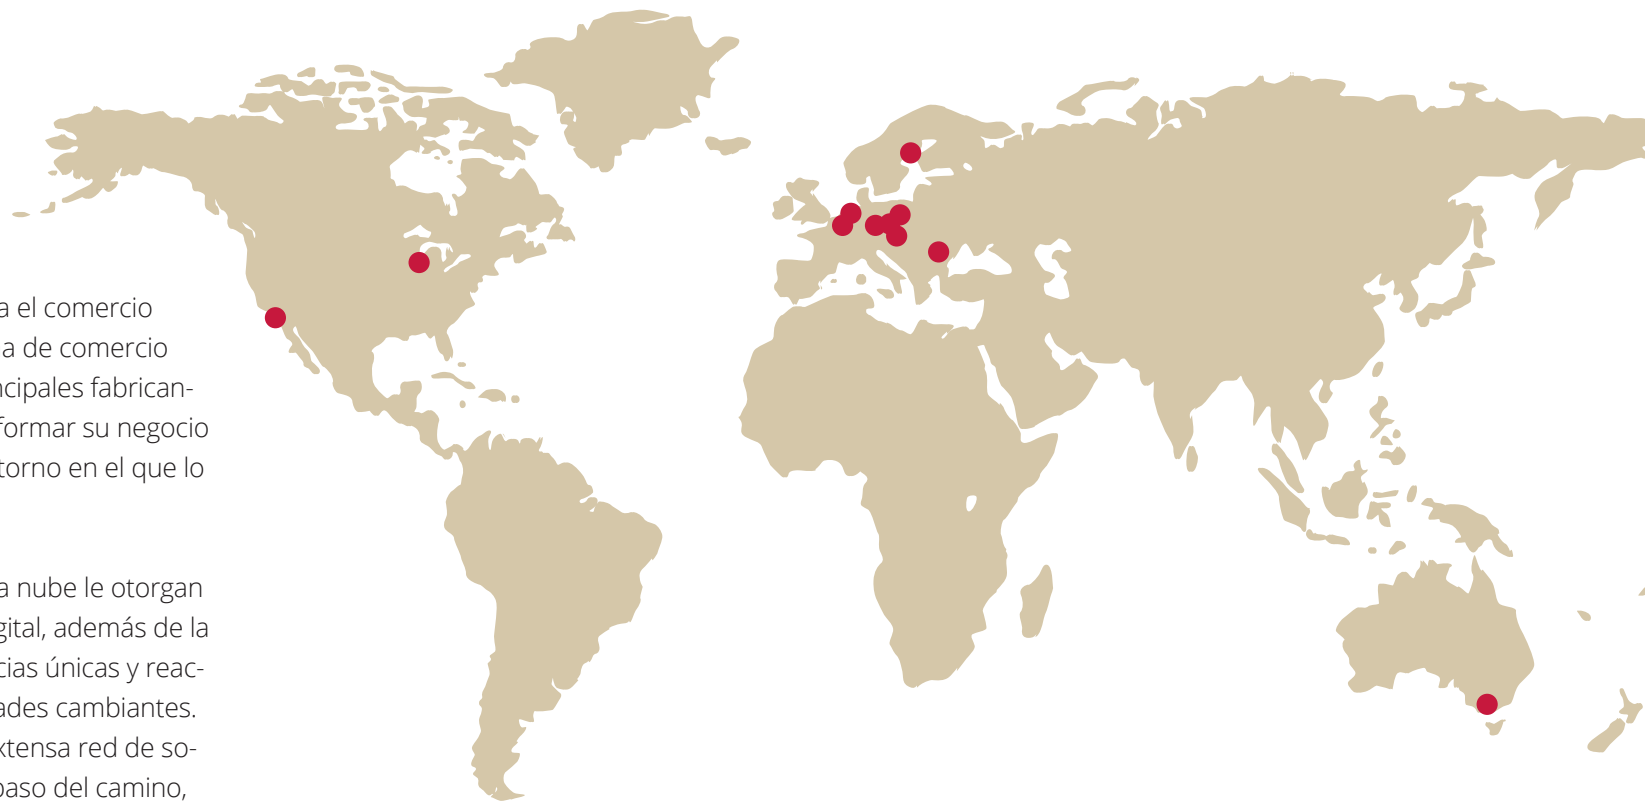 a el comercio
a de comercio
ncipales fabrican-
formar su negocio
torno en el que lo
a nube le otorgan
gital, además de la
cias únicas y reac-
ades cambiantes.
xtensa red de so-
paso del camino,